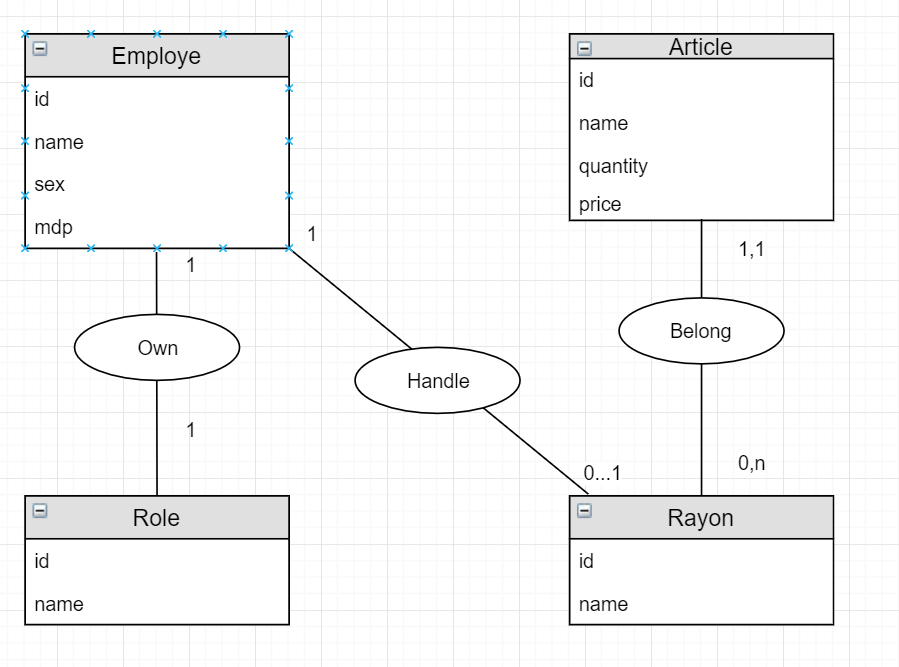 Employe
id
name
sex
mdp
Article
id
name
quantity
price
1
1
1,1
Own
Handle
Belong
1
0...1
0,n
Role
id
name
Rayon
id
name